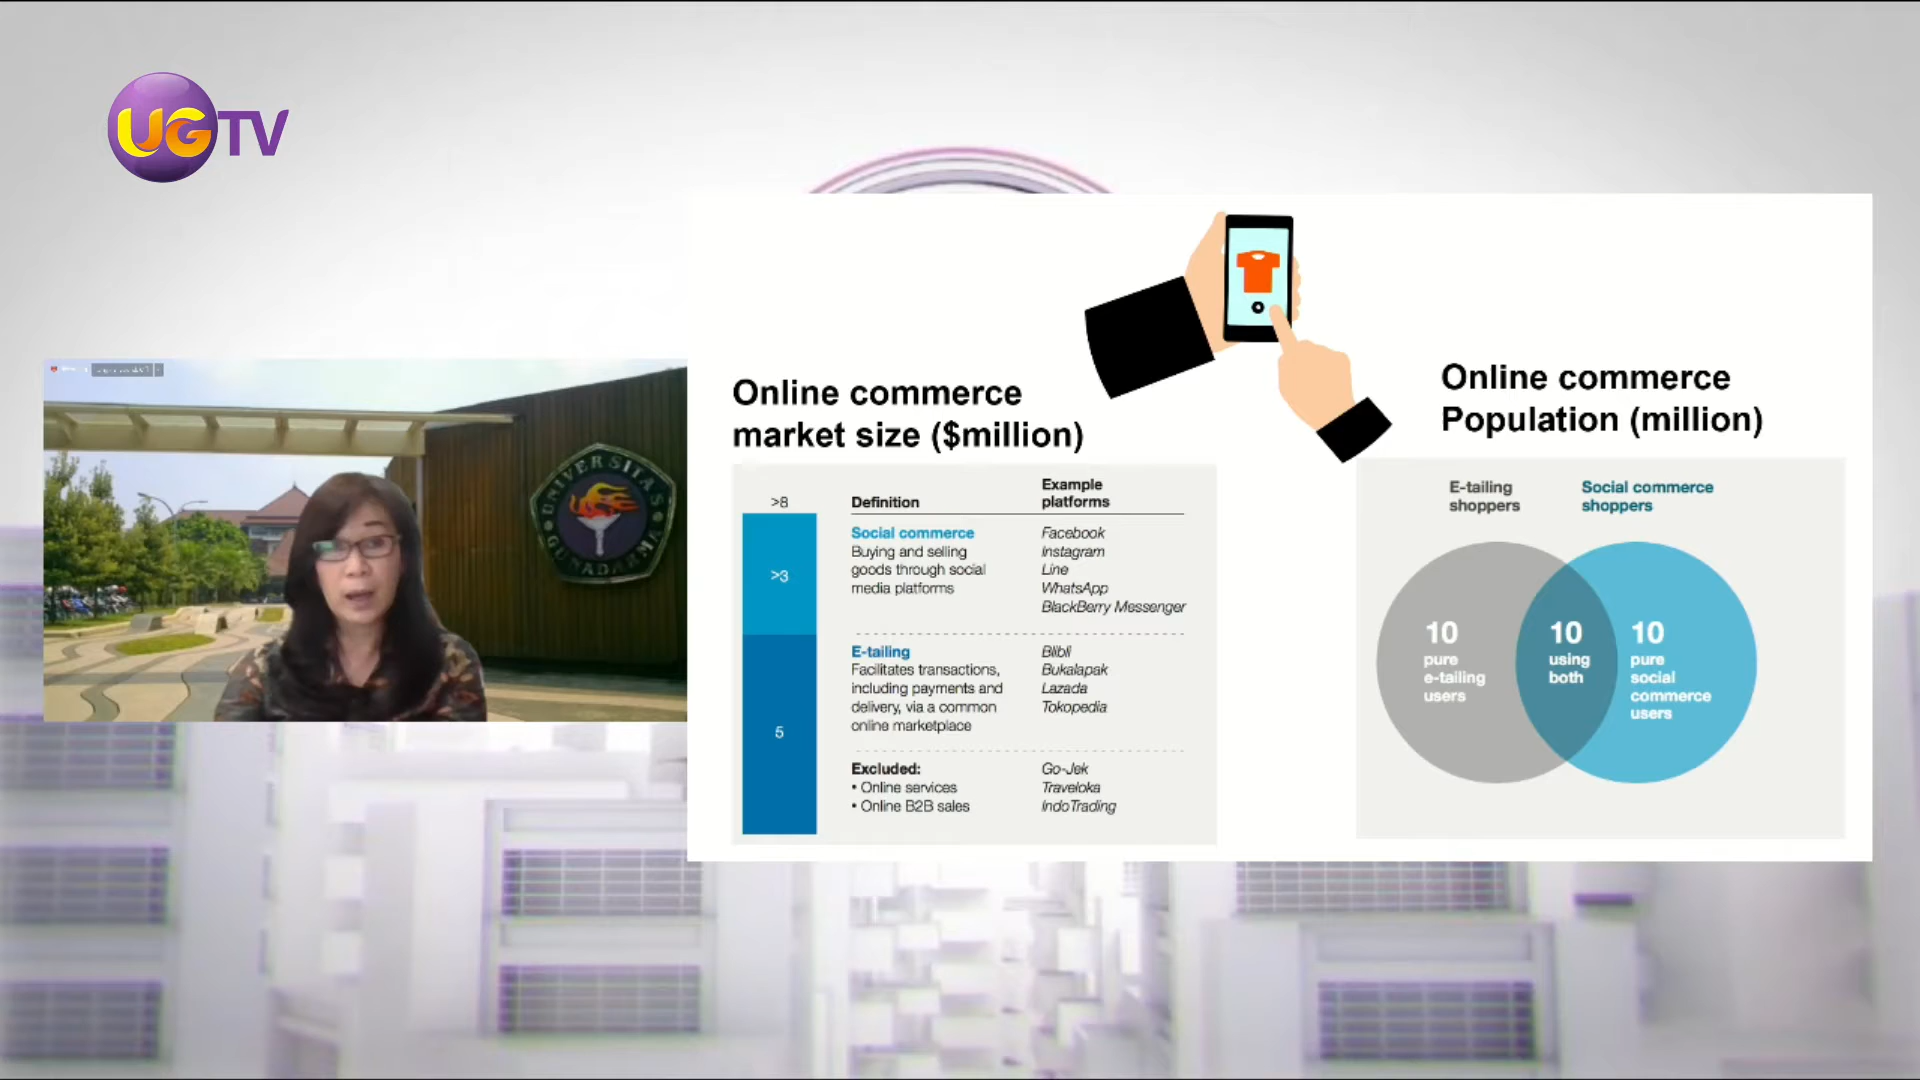 UGTV
UNIVERSITAS
GUNADARMA
Online commerce
market size ($million)
>8
Definition
Example
platforms
>3
Social commerce
Buying and selling
goods through social
media platforms
Facebook
Instagram
Line
WhatsApp
BlackBerry Messenger
5
E-tailing
Facilitates transactions,
including payments and
delivery, via a common
online marketplace
Blibli
Bukalapak
Lazada
Tokopedia
Excluded:
• Online services
• Online B2B sales
Go-Jek
Traveloka
IndoTrading
Online commerce
Population (million)
E-tailing
shoppers
Social commerce
shoppers
10
pure
e-tailing
users
10
using
both
10
pure
social
commerce
users